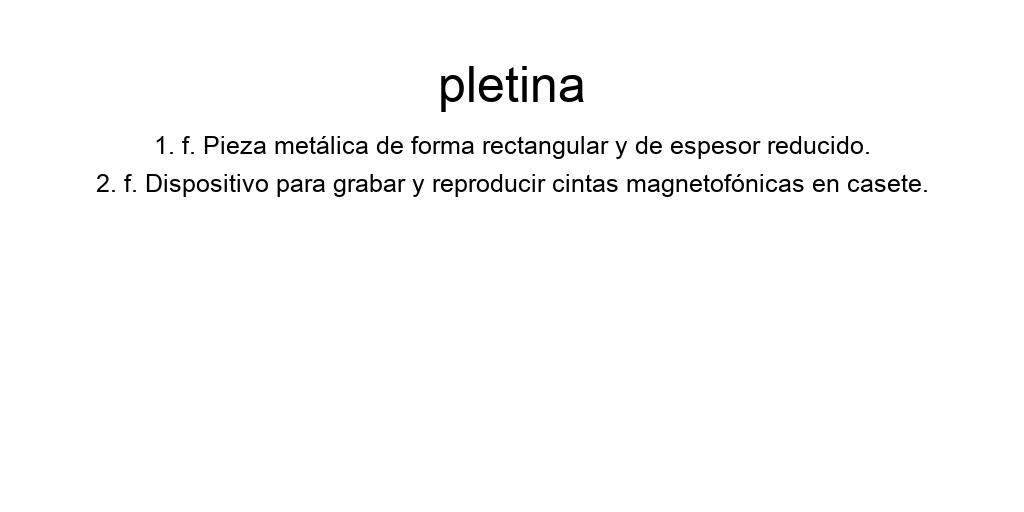 pletina
1. f. Pieza metálica de forma rectangular y de espesor reducido.
2. f. Dispositivo para grabar y reproducir cintas magnetofónicas en casete.